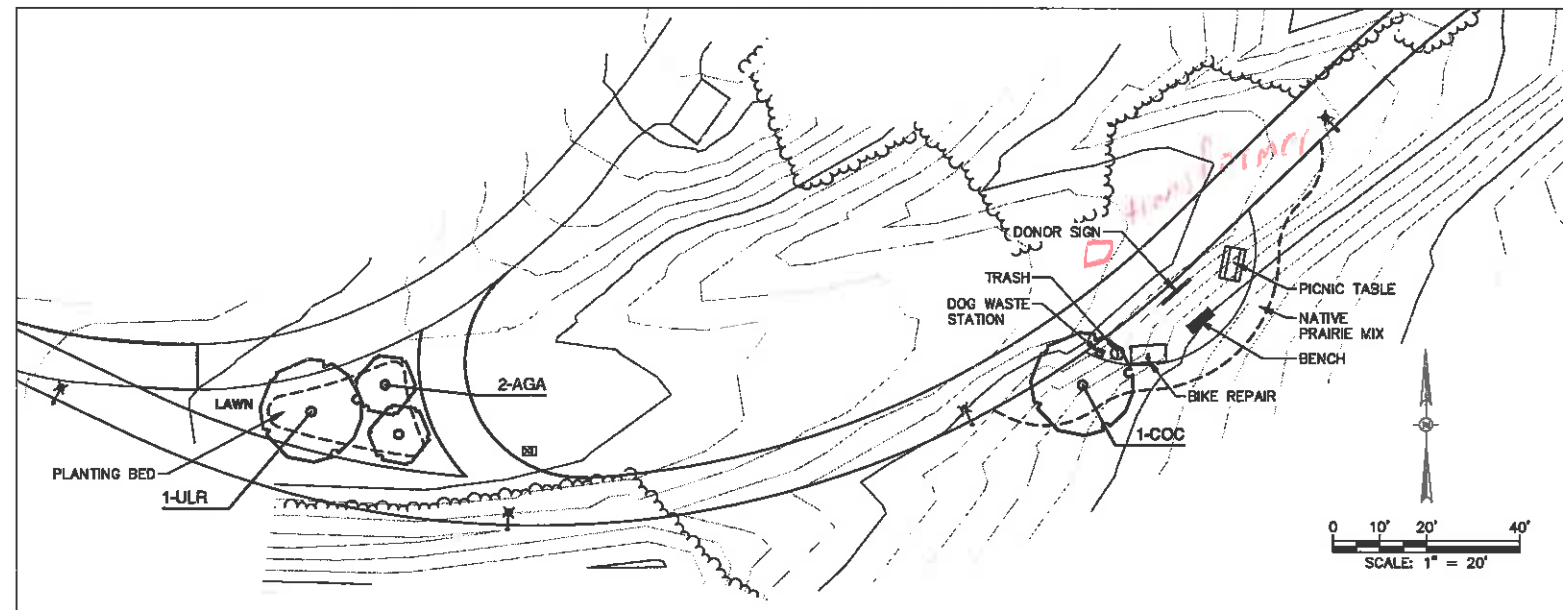 transformer
DONOR SIGN
TRASH
DOG WASTE
STATION
PICNIC TABLE
NATIVE
PRAIRIE MIX
BENCH
BIKE REPAIR
1-COC
2-AGA
LAWN
PLANTING BED
1-ULR
N
0 10' 20' 40'
SCALE: 1" = 20'